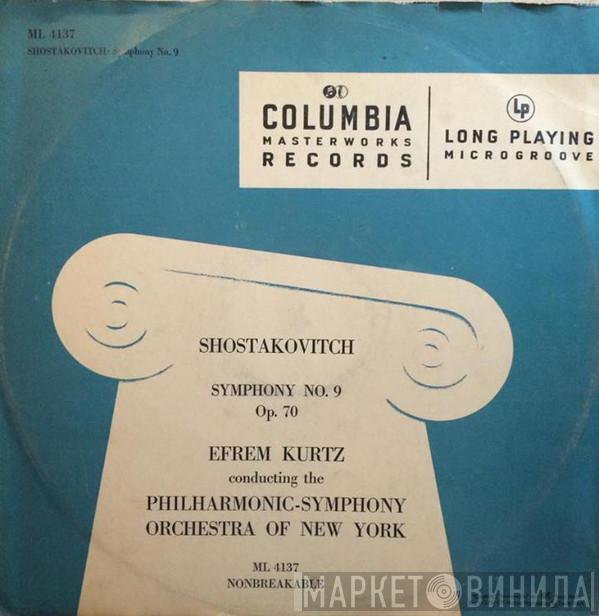 ML 4137
SHOSTAKOVITCH: Symphony No. 9
COLUMBIA
MASTERWORKS
RECORDS
LP
LONG PLAYING
MICROGROOVE
SHOSTAKOVITCH
SYMPHONY NO. 9
Op. 70
EFREM KURTZ
conducting the
PHILHARMONIC-SYMPHONY
ORCHESTRA OF NEW YORK
ML 4137
NONBREAKABLE
МАРКЕТ ВИНИЛА